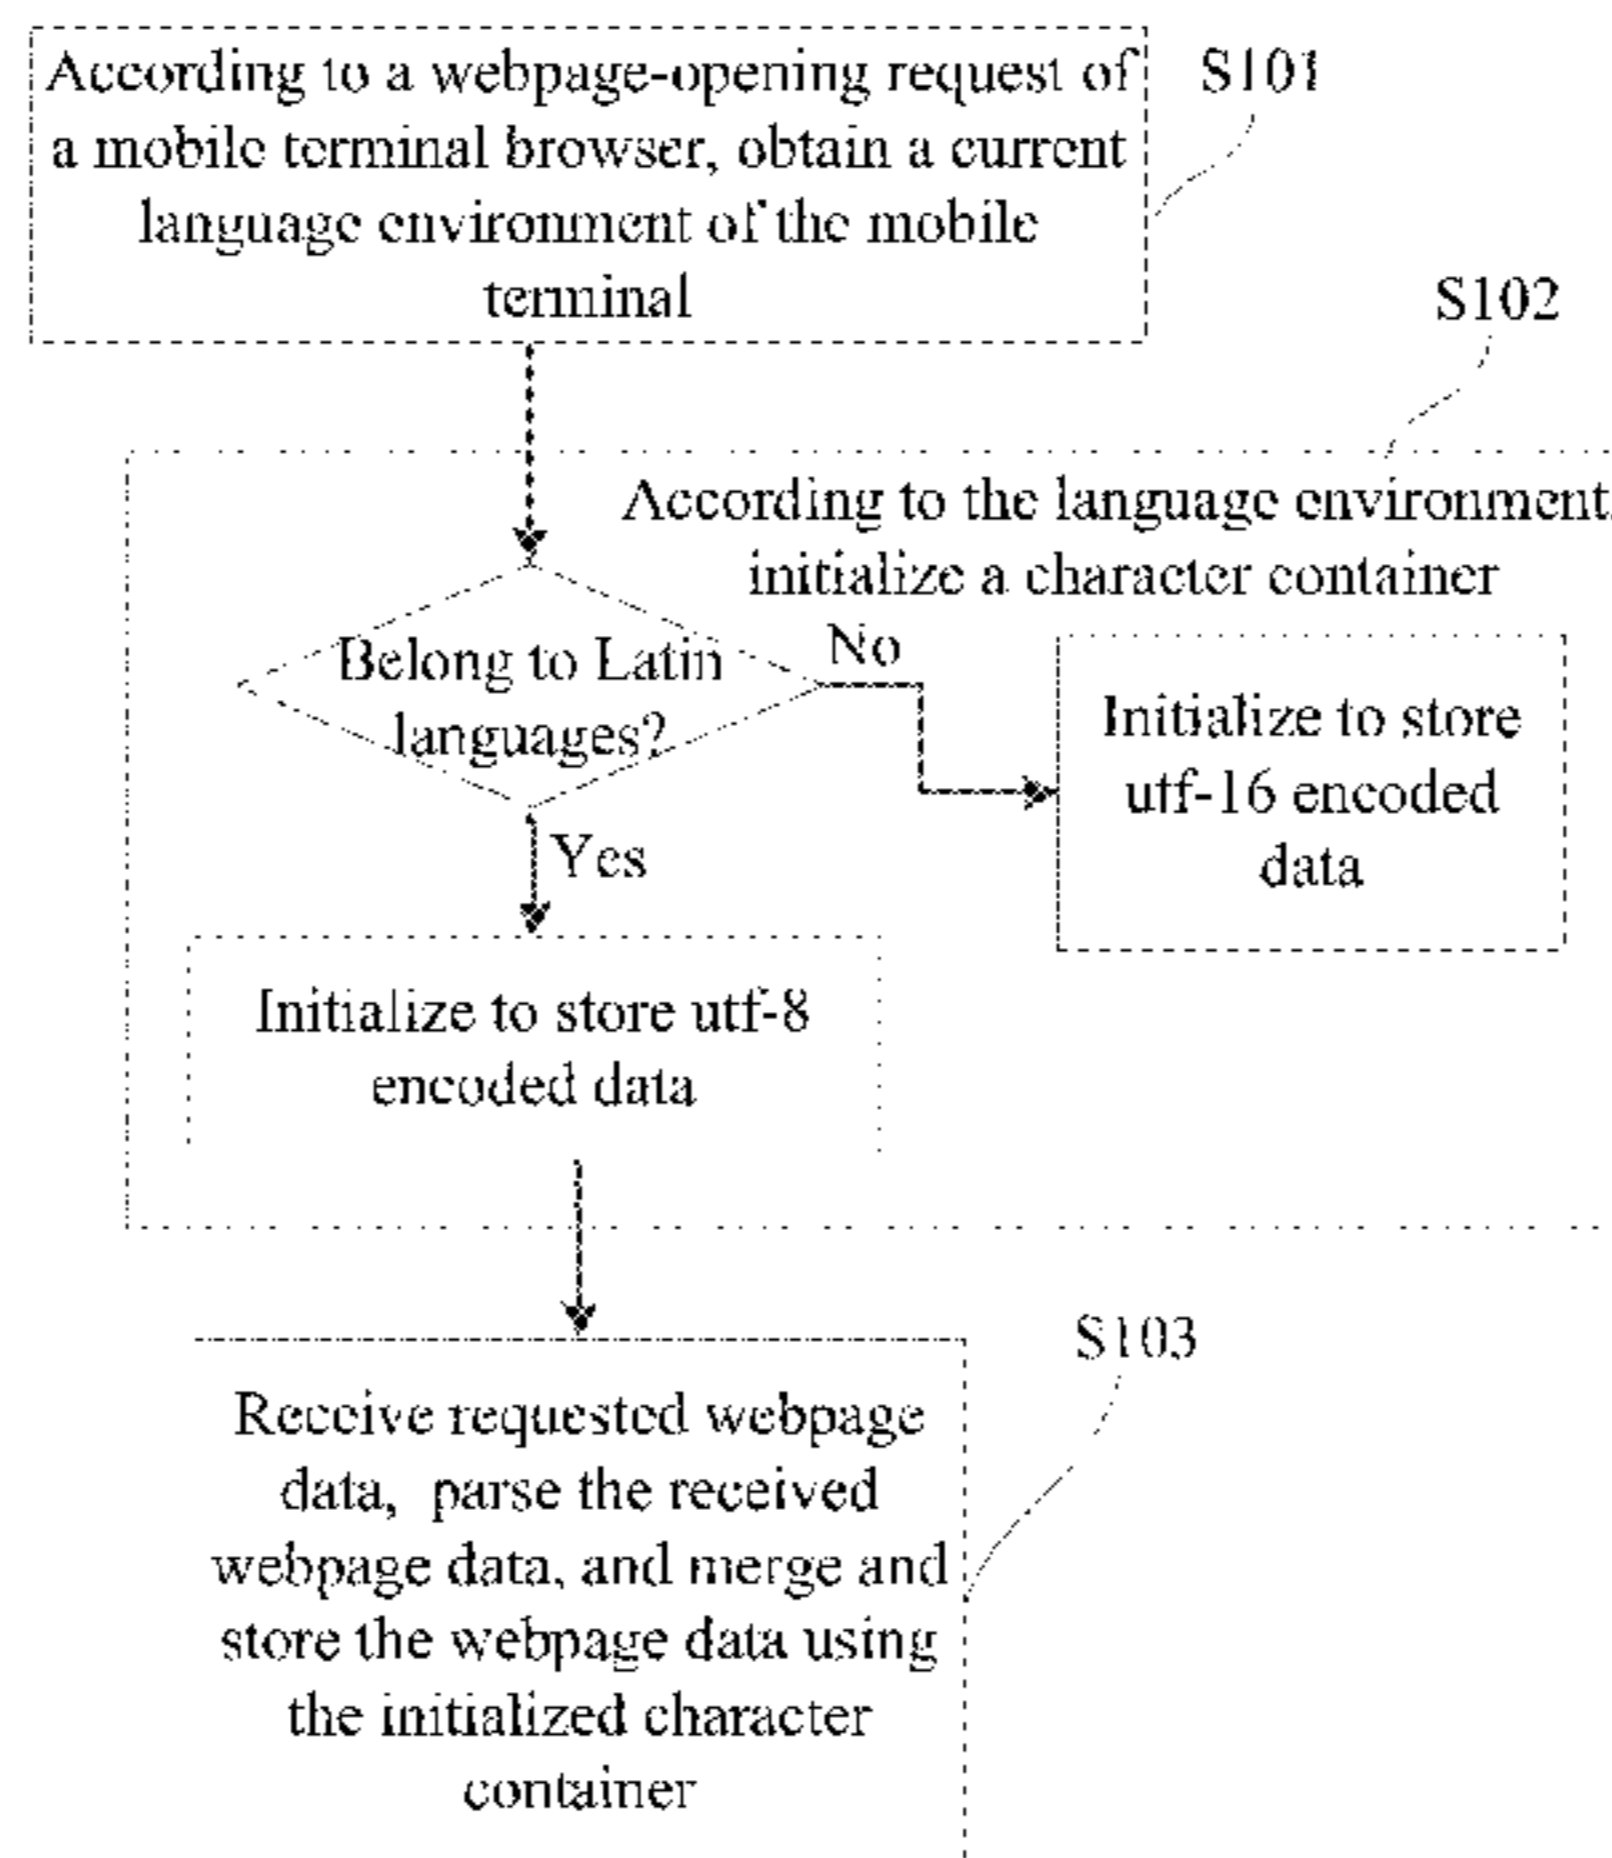 According to a webpage-opening request of
a mobile terminal browser, obtain a current
language environment of the mobile
terminal
S101
S102
According to the language environment,
initialize a character container
Belong to Latin
languages?
No
Initialize to store
utf-16 encoded
data
Yes
Initialize to store utf-8
encoded data
S103
Receive requested webpage
data, parse the received
webpage data, and merge and
store the webpage data using
the initialized character
container